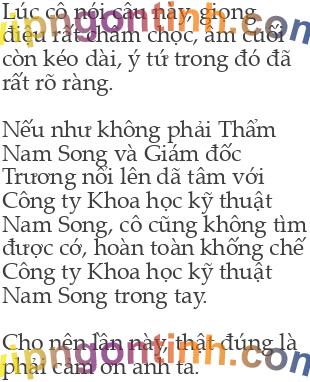 Lúc cô nói câu này, giọng
điệu rất châm chọc, âm cuối
còn kéo dài, ý tứ trong đó đã
rất rõ ràng.
Nếu như không phải Thẩm
Nam Song và Giám đốc
Trương nổi lên dã tâm với
Công ty Khoa học kỹ thuật
Nam Song, cô cũng không tìm
được cớ, hoàn toàn khống chế
Công ty Khoa học kỹ thuật
Nam Song trong tay.
Cho nên lần này, thật đúng là
phải cảm ơn anh ta.
vipngontinh.com
vipngontinh.com